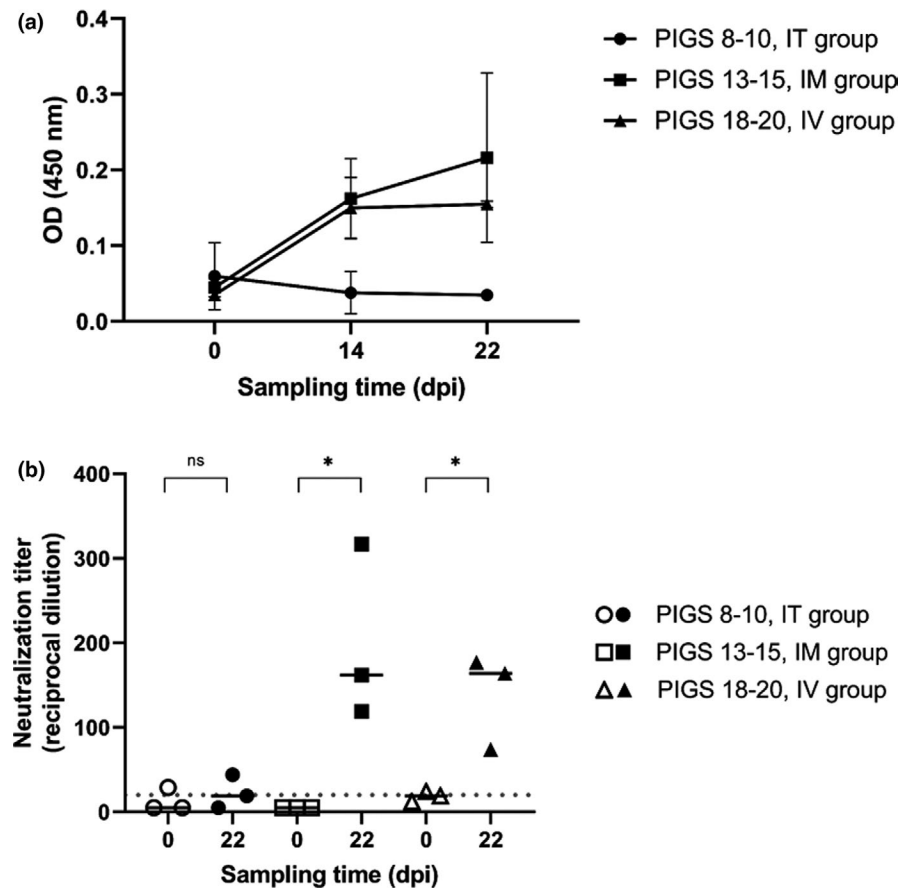 (a)
0.4
0.3
0.2
0.1
0.0
OD (450 nm)
0 14 22
Sampling time (dpi)
PIGS 8-10, IT group
PIGS 13-15, IM group
PIGS 18-20, IV group
(b)
ns * *
400
300
200
100
0
Neutralization titer
(reciprocal dilution)
0 22 0 22 0 22
Sampling time (dpi)
PIGS 8-10, IT group
PIGS 13-15, IM group
PIGS 18-20, IV group